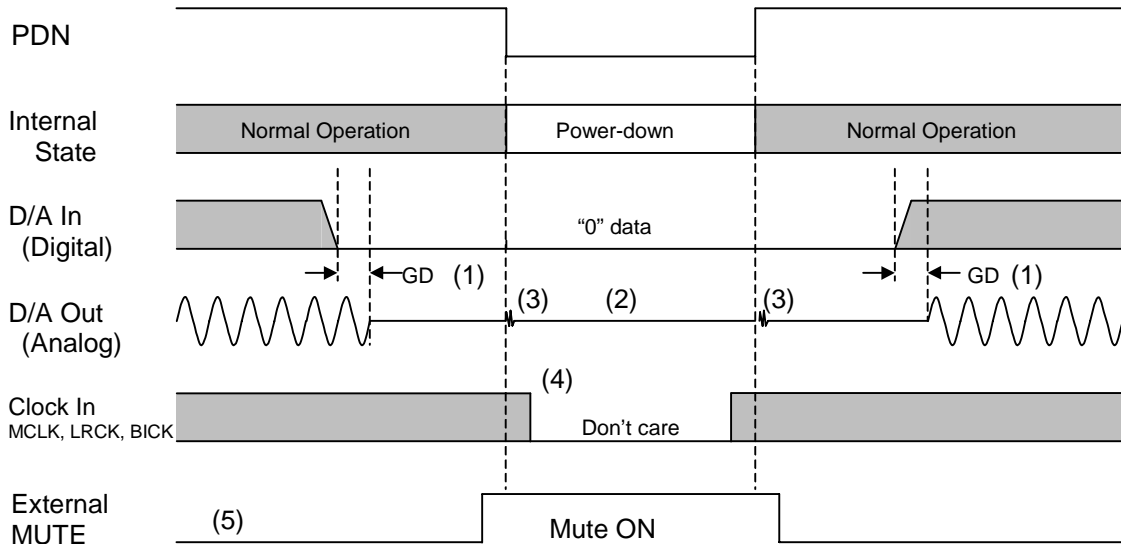 PDN
Internal
State
Normal Operation
Power-down
Normal Operation
D/A In
(Digital)
“0” data
GD (1)
GD (1)
D/A Out
(Analog)
(3)
(2)
(3)
Clock In
MCLK, LRCK, BICK
(4)
Don’t care
External
MUTE
(5)
Mute ON